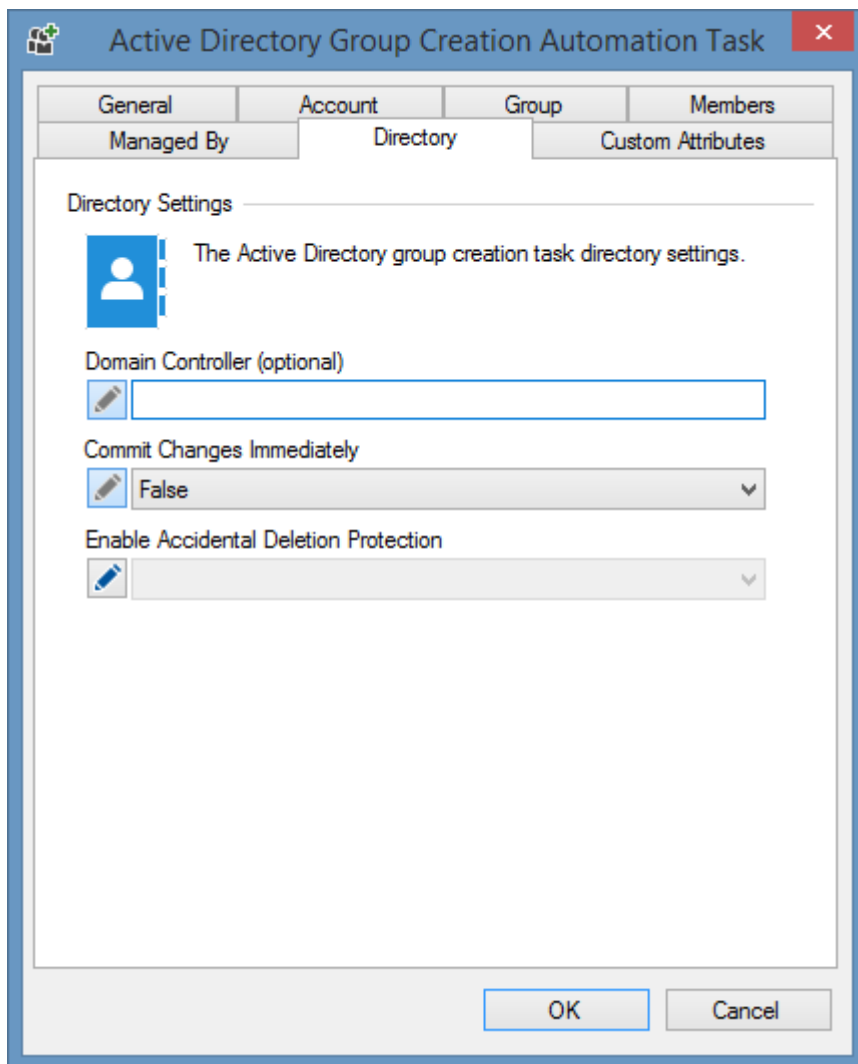 Active Directory Group Creation Automation Task
General Account Group Members
Managed By Directory Custom Attributes
Directory Settings
The Active Directory group creation task directory settings.
Domain Controller (optional)
Commit Changes Immediately
False
Enable Accidental Deletion Protection
OK Cancel